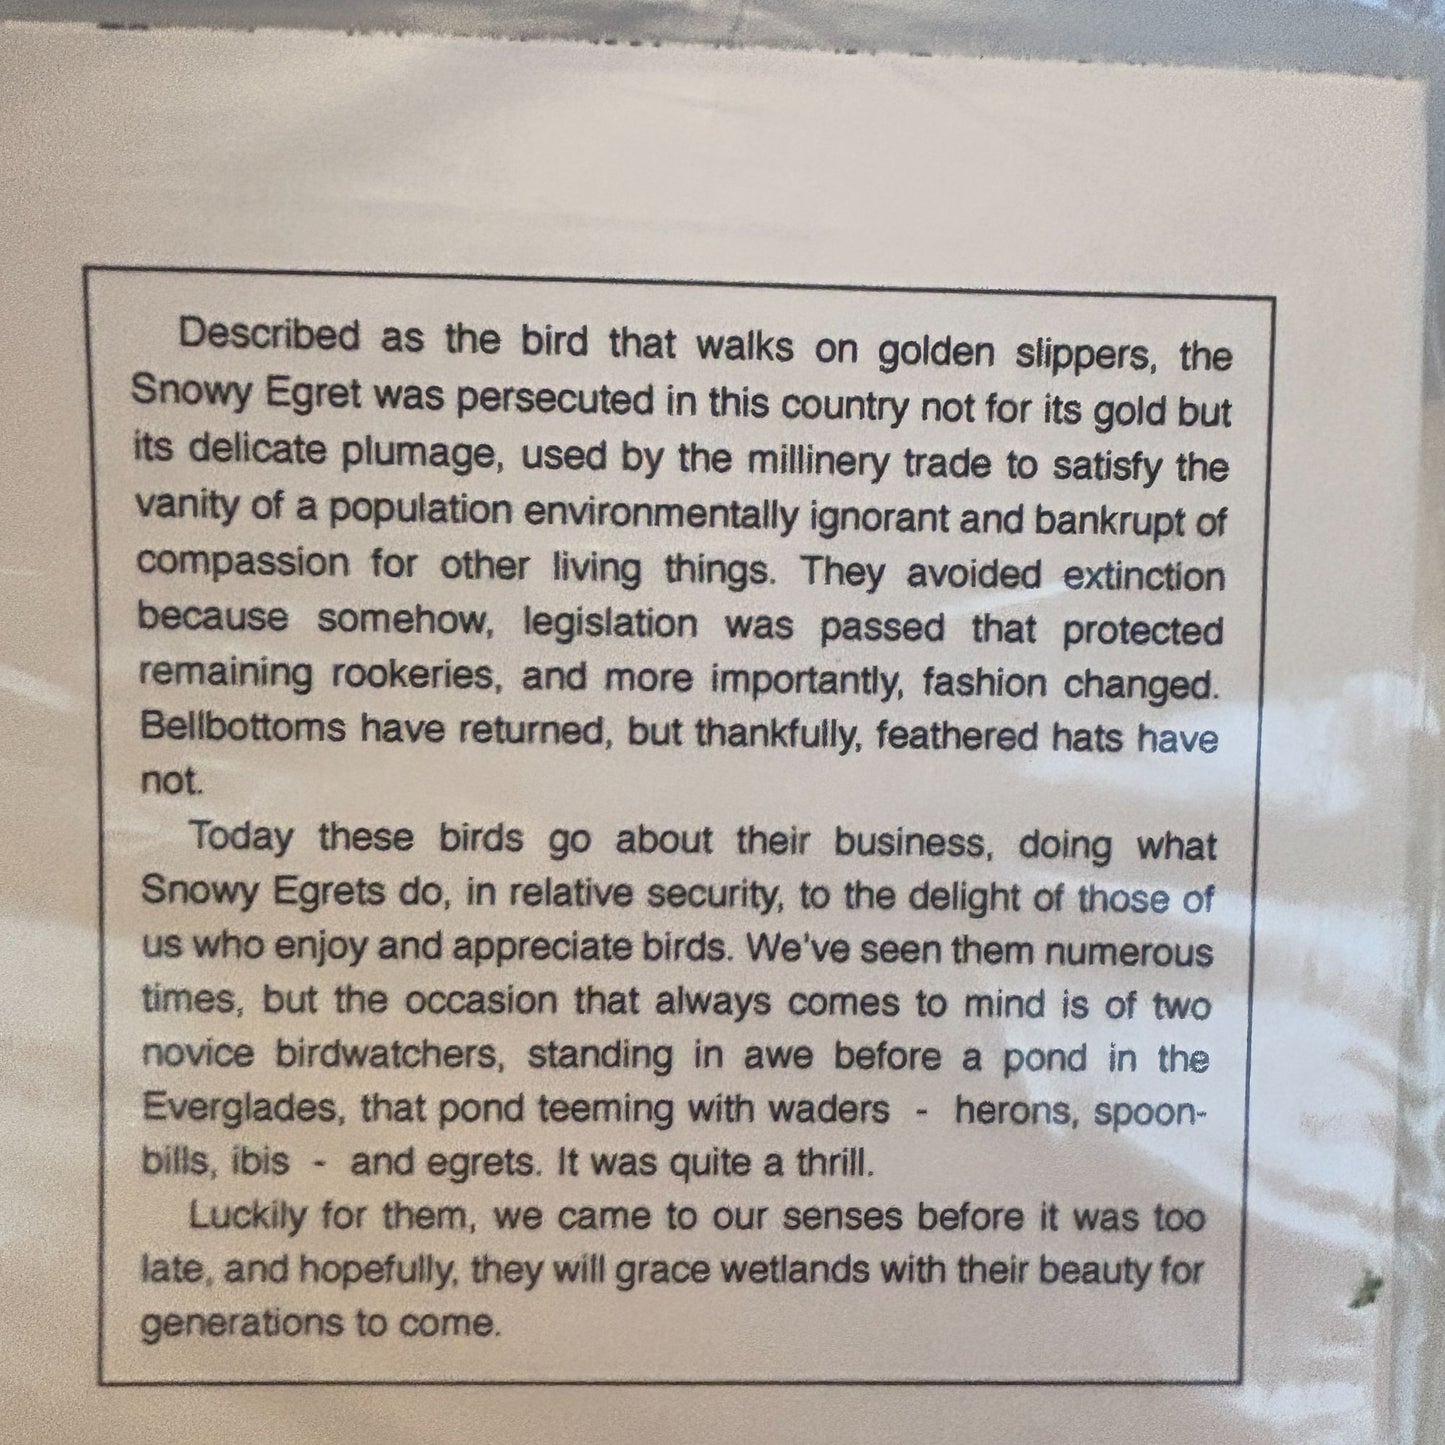 Described as the bird that walks on golden slippers, the
Snowy Egret was persecuted in this country not for its gold but
its delicate plumage, used by the millinery trade to satisfy the
vanity of a population environmentally ignorant and bankrupt of
compassion for other living things. They avoided extinction
because somehow, legislation was passed that protected
remaining rookeries, and more importantly, fashion changed.
Bellbottoms have returned, but thankfully, feathered hats have
not.
Today these birds go about their business, doing what
Snowy Egrets do, in relative security, to the delight of those of
us who enjoy and appreciate birds. We've seen them numerous
times, but the occasion that always comes to mind is of two
novice birdwatchers, standing in awe before a pond in the
Everglades, that pond teeming with waders - herons, spoon-
bills, ibis - and egrets. It was quite a thrill.
Luckily for them, we came to our senses before it was too
late, and hopefully, they will grace wetlands with their beauty for
generations to come.